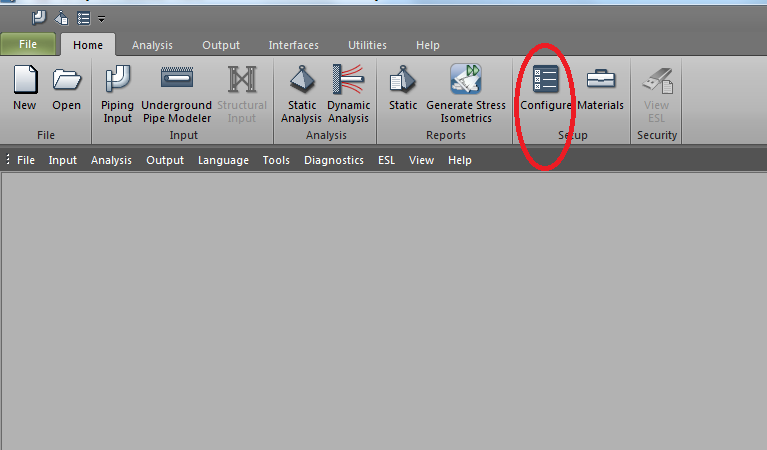 File Home Analysis Output Interfaces Utilities Help
New Open Piping Input Underground Pipe Modeler Structural Input Static Analysis Dynamic Analysis Static Generate Stress Isometrics Configure Materials View ESL
File Input Analysis Reports Setup Security
File Input Analysis Output Language Tools Diagnostics ESL View Help